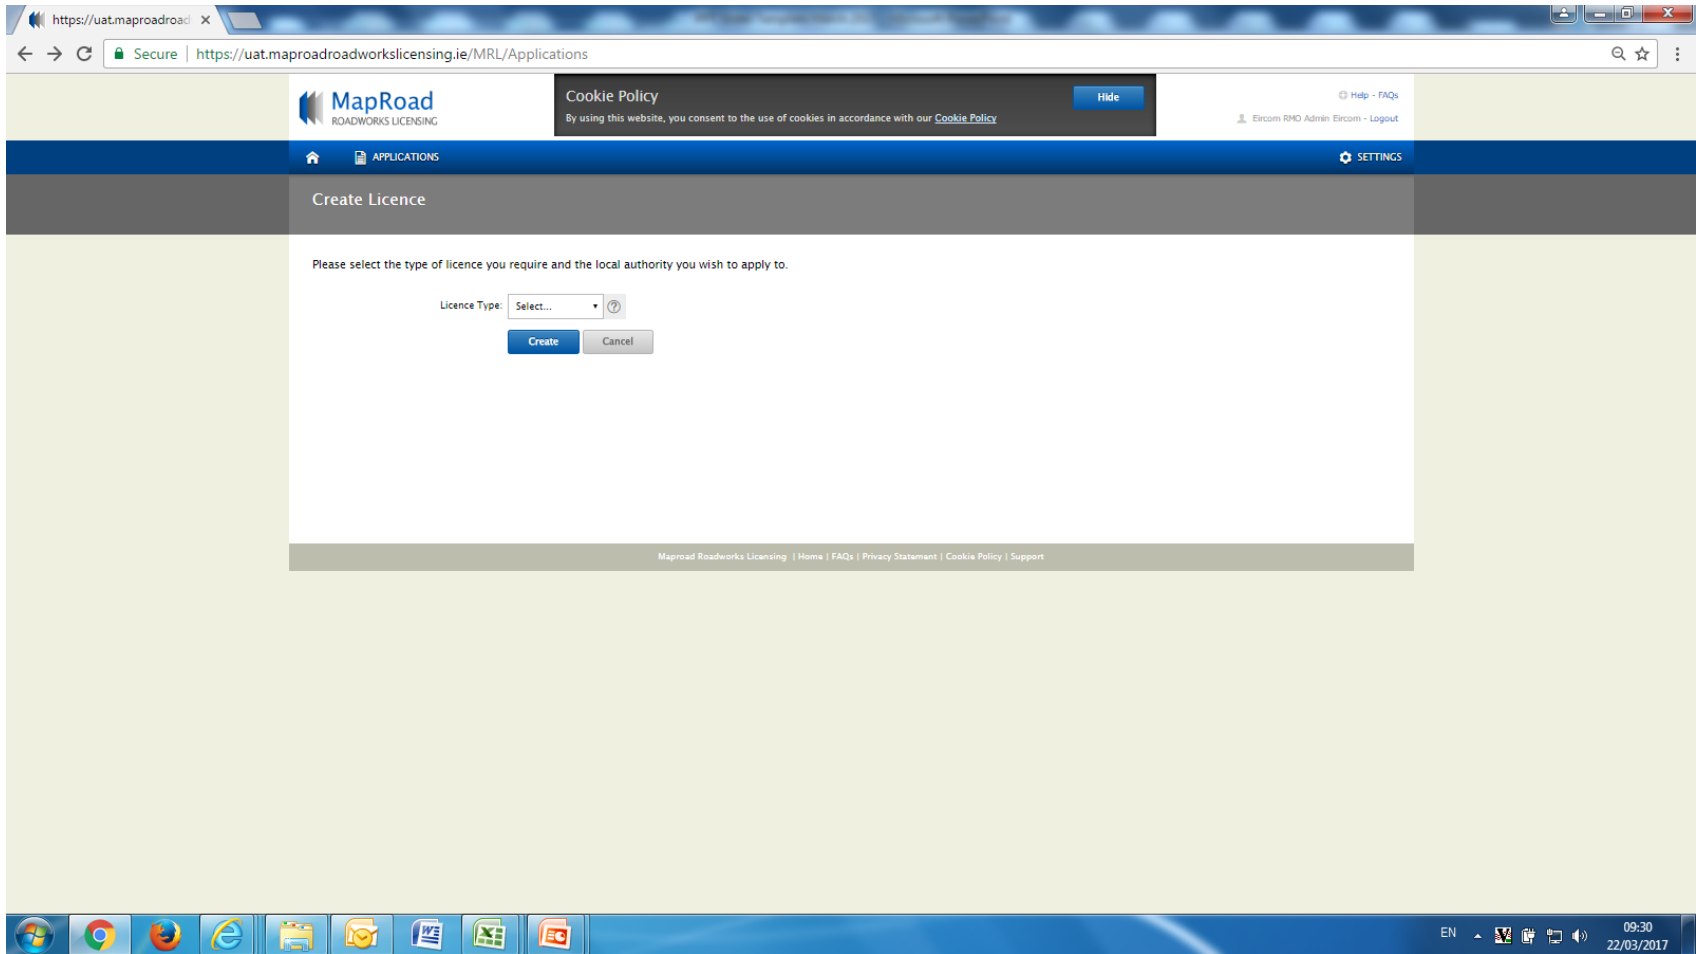 https://uat.maproadroad
Secure | https://uat.maproadroadworkslicensing.ie/MRL/Applications
MapRoad
ROADWORKS LICENSING
Cookie Policy
By using this website, you consent to the use of cookies in accordance with our Cookie Policy
Hide
Help - FAQs
Eircom RMO Admin Eircom - Logout
APPLICATIONS
SETTINGS
Create Licence
Please select the type of licence you require and the local authority you wish to apply to.
Licence Type: Select...
Create Cancel
Maproad Roadworks Licensing | Home | FAQs | Privacy Statement | Cookie Policy | Support
EN
09:30
22/03/2017